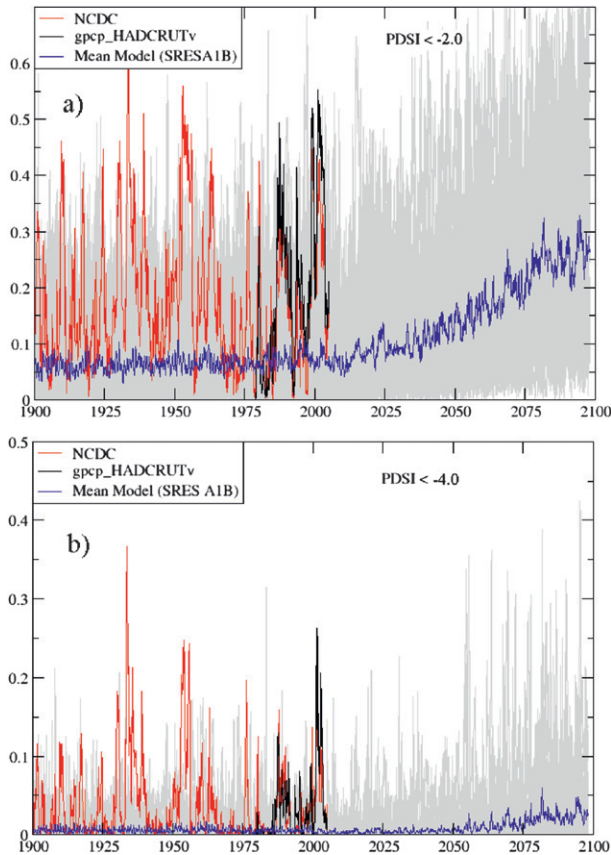 NCDC
gpcp_HADCRUTv
Mean Model (SRESA1B)
PDSI < -2.0
a)
0.6
0.5
0.4
0.3
0.2
0.1
0
1900 1925 1950 1975 2000 2025 2050 2075 2100
0.5
NCDC
gpcp_HADCRUTv
Mean Model (SRES A1B)
PDSI < -4.0
b)
0.4
0.3
0.2
0.1
0
1900 1925 1950 1975 2000 2025 2050 2075 2100